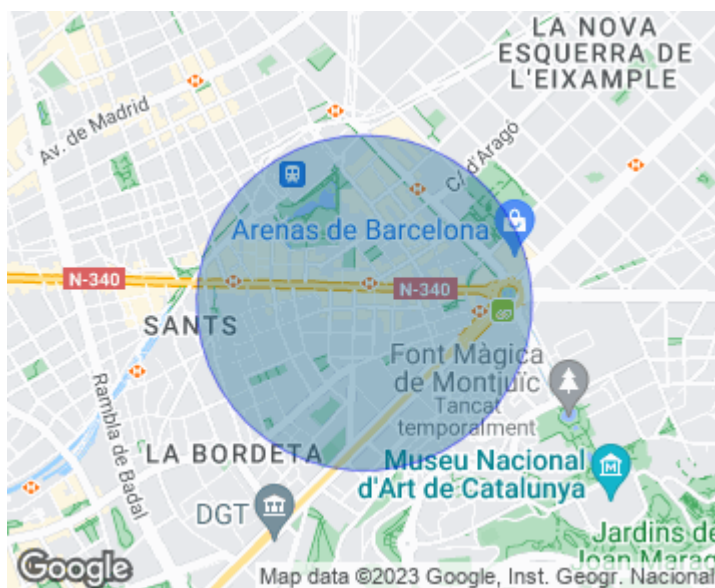 LA NOVA
ESQUERRA DE
L'EIXAMPLE
Av. de Madrid
C/ d'Aragó
Arenas de Barcelona
N-340
N-340
SANTS
Font Màgica
de Montjuïc
Tancat
temporalment
Rambla de Badal
LA BORDETA
Museu Nacional
d'Art de Catalunya
DGT
Jardins de
Joan Marag
Google
Map data ©2023 Google, Inst. Geogr. Nacional